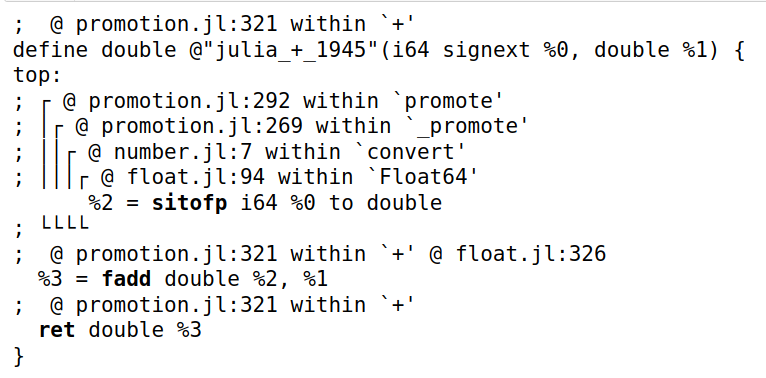 ;  @ promotion.jl:321 within `+'
define double @"julia_+_1945"(i64 signext %0, double %1) {
top:
; ┌ @ promotion.jl:292 within `promote'
; │┌ @ promotion.jl:269 within `_promote'
; ││┌ @ number.jl:7 within `convert'
; │││┌ @ float.jl:94 within `Float64'
      %2 = sitofp i64 %0 to double
; └└└└
;  @ promotion.jl:321 within `+' @ float.jl:326
  %3 = fadd double %2, %1
;  @ promotion.jl:321 within `+'
  ret double %3
}